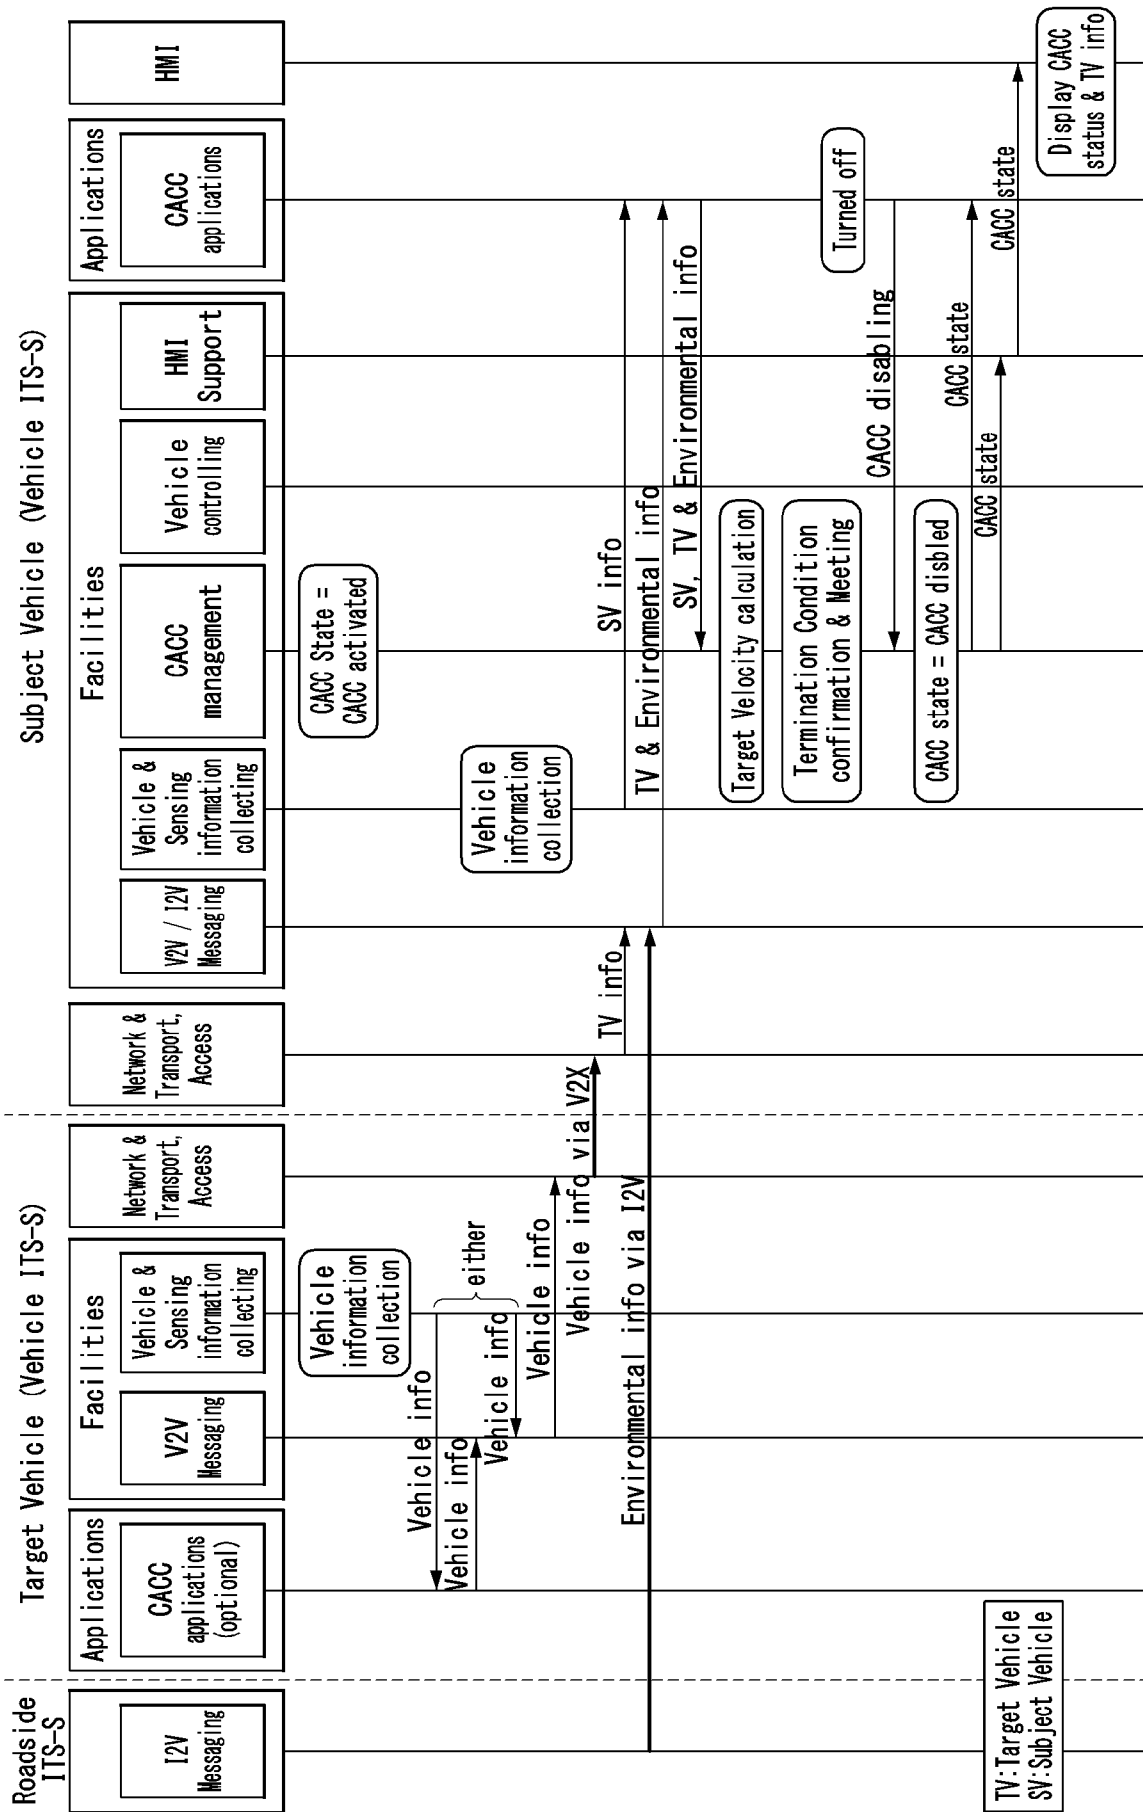 Roadside
ITS-S
Target Vehicle (Vehicle ITS-S)
Subject Vehicle (Vehicle ITS-S)
I2V
Messaging
Applications
CACC
applications
(optional)
Facilities
V2V
Messaging
Vehicle &
Sensing
information
collecting
Network &
Transport,
Access
Network &
Transport,
Access
Facilities
V2V / I2V
Messaging
Vehicle &
Sensing
information
collecting
CACC
management
Vehicle
controlling
HMI
Support
Applications
CACC
applications
HMI
Vehicle
information
collection
CACC State =
CACC activated
either
Vehicle info
Vehicle info
Vehicle info
Vehicle
information
collection
Vehicle info
Vehicle info via V2X
TV info
SV info
Environmental info via I2V
TV & Environmental info
SV, TV & Environmental info
Target Velocity calculation
Termination Condition
confirmation & Meeting
Turned off
CACC disabling
CACC state = CACC disbled
CACC state
CACC state
CACC state
Display CACC
status & TV info
TV:Target Vehicle
SV:Subject Vehicle